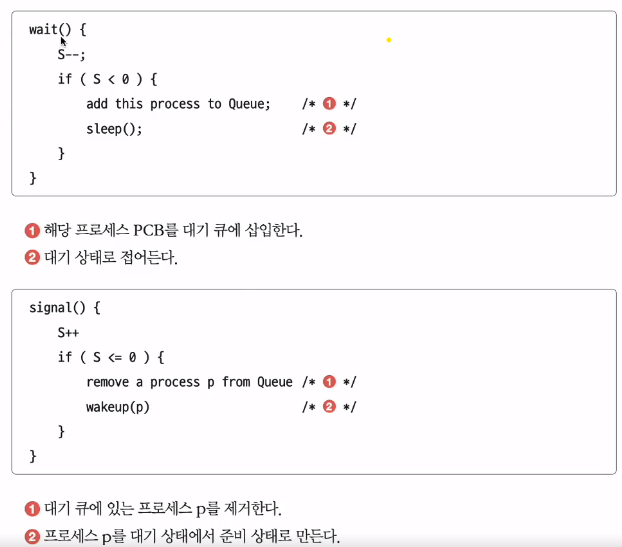 wait() {
S--;
if ( S < 0 ) {
add this process to Queue; /* ❶ */
sleep(); /* ❷ */
}
}
❶ 해당 프로세스 PCB를 대기 큐에 삽입한다.
❷ 대기 상태로 접어든다.
signal() {
S++
if ( S <= 0 ) {
remove a process p from Queue /* ❶ */
wakeup(p) /* ❷ */
}
}
❶ 대기 큐에 있는 프로세스 p를 제거한다.
❷ 프로세스 p를 대기 상태에서 준비 상태로 만든다.